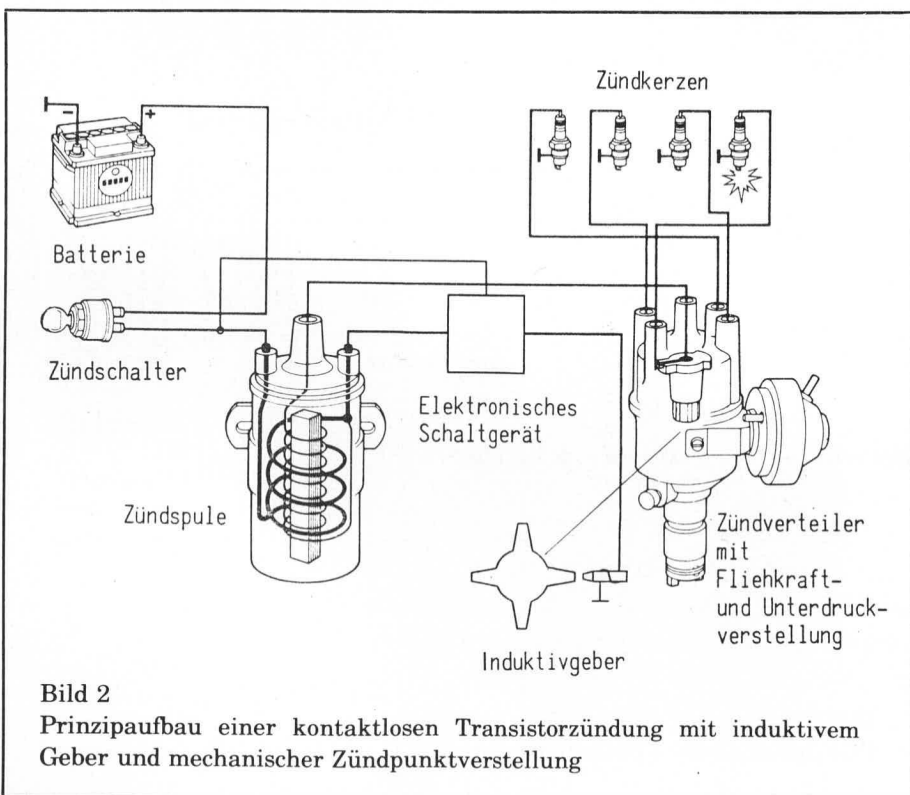 Zündkerzen
−
+
Batterie
Zündschalter
Elektronisches
Schaltgerät
Zündspule
Zündverteiler
mit
Fliehkraft-
und Unterdruck-
verstellung
Induktivgeber
Bild 2
Prinzipaufbau einer kontaktlosen Transistorzündung mit induktivem
Geber und mechanischer Zündpunktverstellung